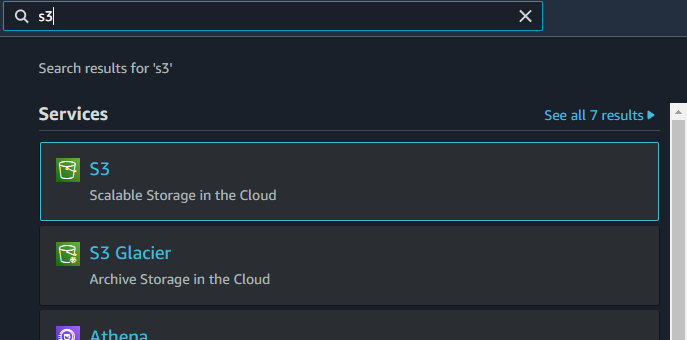 s3
Search results for 's3'
Services
See all 7 results
S3
Scalable Storage in the Cloud
S3 Glacier
Archive Storage in the Cloud
Athena